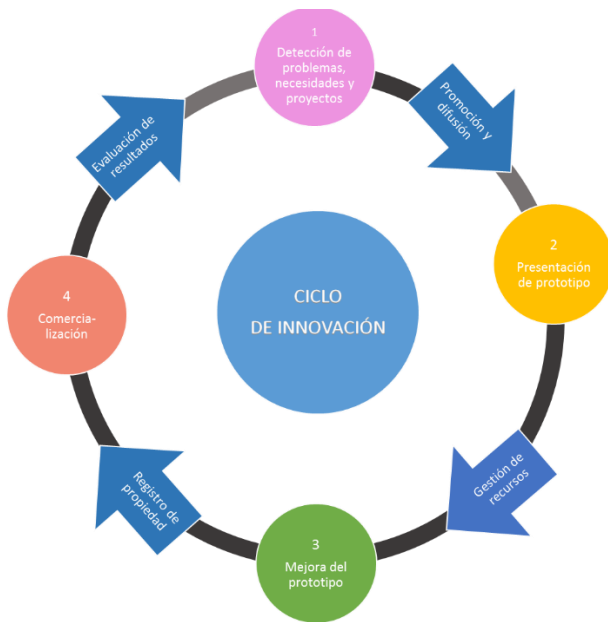 1
Detección de
problemas,
necesidades y
proyectos
Promoción y
difusión
2
Presentación
de prototipo
Gestión de
recursos
3
Mejora del
prototipo
Registro de
propiedad
4
Comercia-
lización
Evaluación de
resultados
CICLO
DE INNOVACIÓN